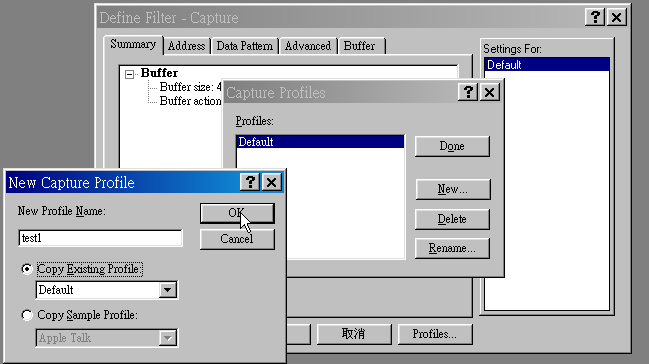 Define Filter - Capture
Summary
Address
Data Pattern
Advanced
Buffer
Settings For:
Default
Buffer
Buffer size: 4
Buffer action
Capture Profiles
Profiles:
Default
Done
New...
Delete
Rename...
New Capture Profile
New Profile Name:
OK
test1
Cancel
Copy Existing Profile:
Default
Copy Sample Profile:
Apple Talk
取消
Profiles...